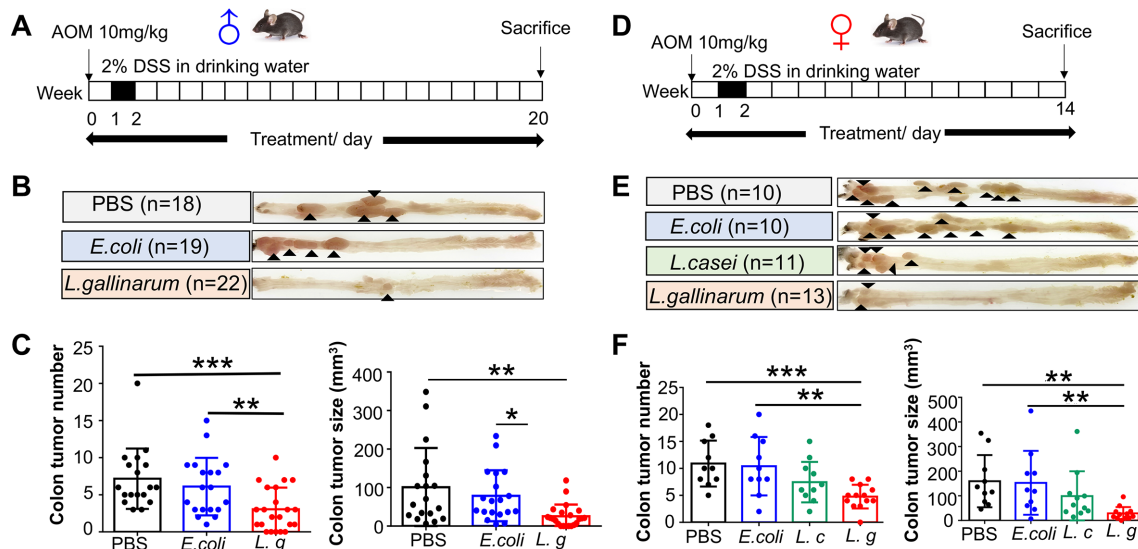 A
♂
AOM 10mg/kg
Sacrifice
2% DSS in drinking water
Week
0 1 2 20
Treatment/ day
B
PBS (n=18)
E.coli (n=19)
L.gallinarum (n=22)
C
Colon tumor number
25
20
15
10
5
0
***
**
PBS E.coli L. g
Colon tumor size (mm³)
400
300
200
100
0
**
*
PBS E.coli L. g
D
♀
AOM 10mg/kg
Sacrifice
2% DSS in drinking water
Week
0 1 2 14
Treatment/ day
E
PBS (n=10)
E.coli (n=10)
L.casei (n=11)
L.gallinarum (n=13)
F
Colon tumor number
25
20
15
10
5
0
***
**
PBS E.coli L. c L. g
Colon tumor size (mm³)
500
400
300
200
100
0
**
**
PBS E.coli L. c L. g